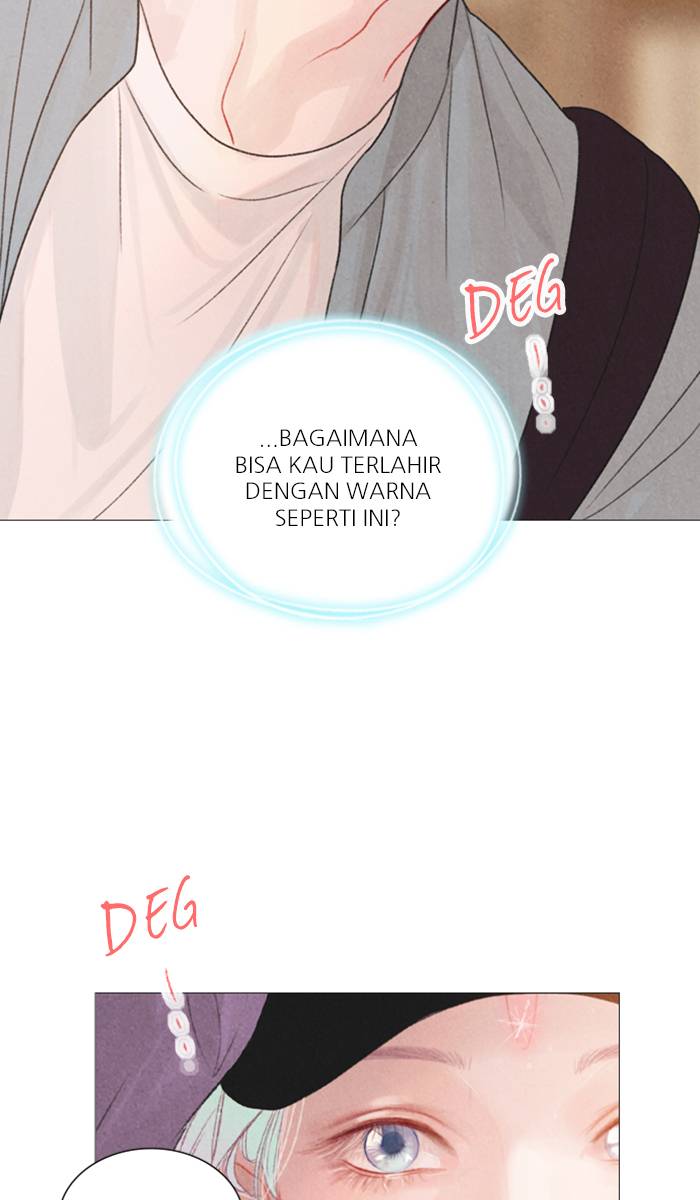 DEG
...BAGAIMANA
BISA KAU TERLAHIR
DENGAN WARNA
SEPERTI INI?
DEG